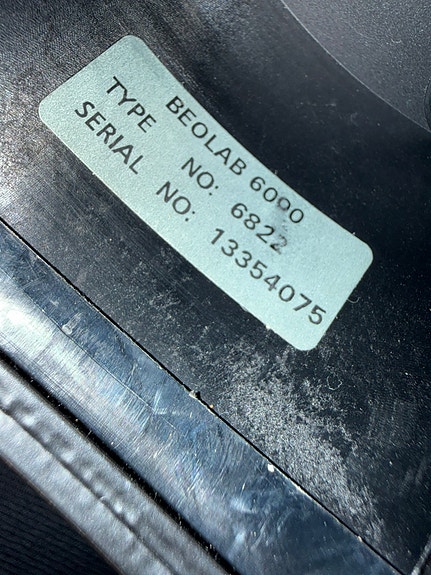 BEOLAB 6000
TYPE NO: 6822
SERIAL NO: 13354075